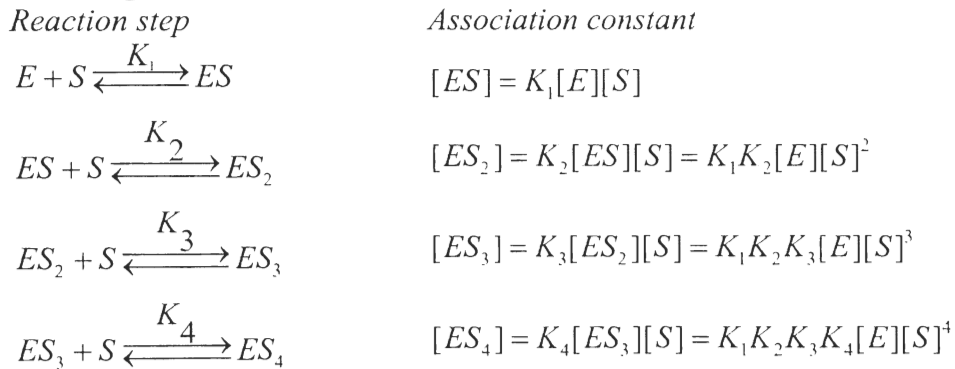 Reaction step Association constant
E + S ⇌ ES K₁ [ES] = K₁[E][S]
ES + S ⇌ ES₂ K₂ [ES₂] = K₂[ES][S] = K₁K₂[E][S]²
ES₂ + S ⇌ ES₃ K₃ [ES₃] = K₃[ES₂][S] = K₁K₂K₃[E][S]³
ES₃ + S ⇌ ES₄ K₄ [ES₄] = K₄[ES₃][S] = K₁K₂K₃K₄[E][S]⁴